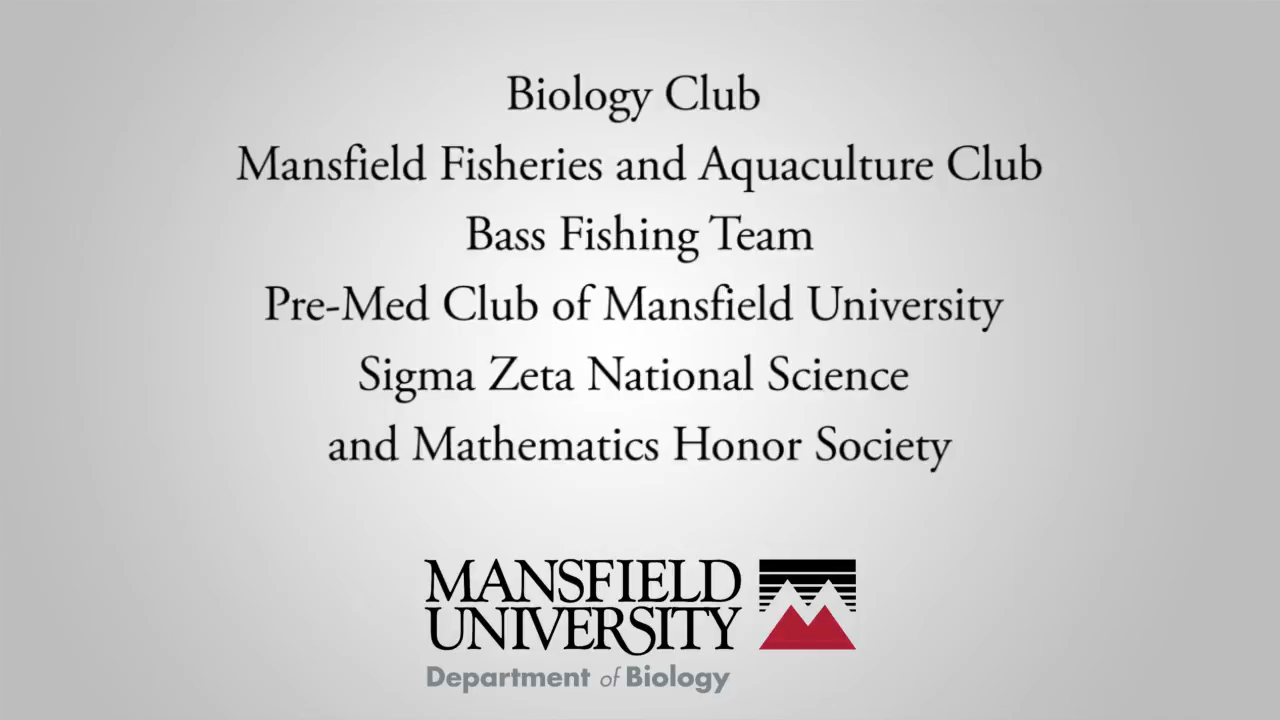 Biology Club
Mansfield Fisheries and Aquaculture Club
Bass Fishing Team
Pre-Med Club of Mansfield University
Sigma Zeta National Science
and Mathematics Honor Society
MANSFIELD
UNIVERSITY
Department of Biology